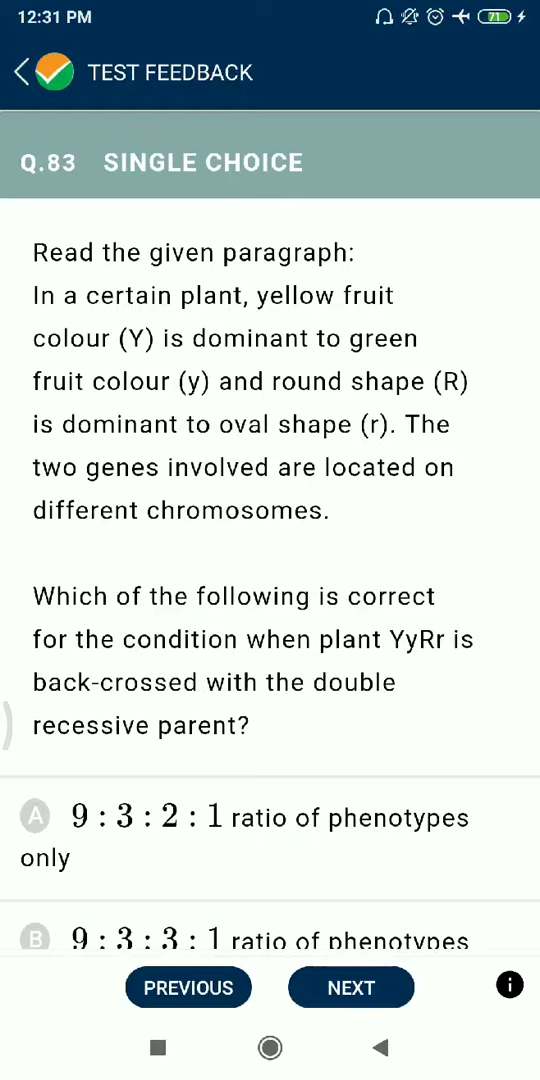 12:31 PM
71
TEST FEEDBACK
Q.83 SINGLE CHOICE
Read the given paragraph:
In a certain plant, yellow fruit
colour (Y) is dominant to green
fruit colour (y) and round shape (R)
is dominant to oval shape (r). The
two genes involved are located on
different chromosomes.
Which of the following is correct
for the condition when plant YyRr is
back-crossed with the double
recessive parent?
A 9 : 3 : 2 : 1 ratio of phenotypes
only
B 9 : 3 : 3 : 1 ratio of phenotypes
PREVIOUS NEXT